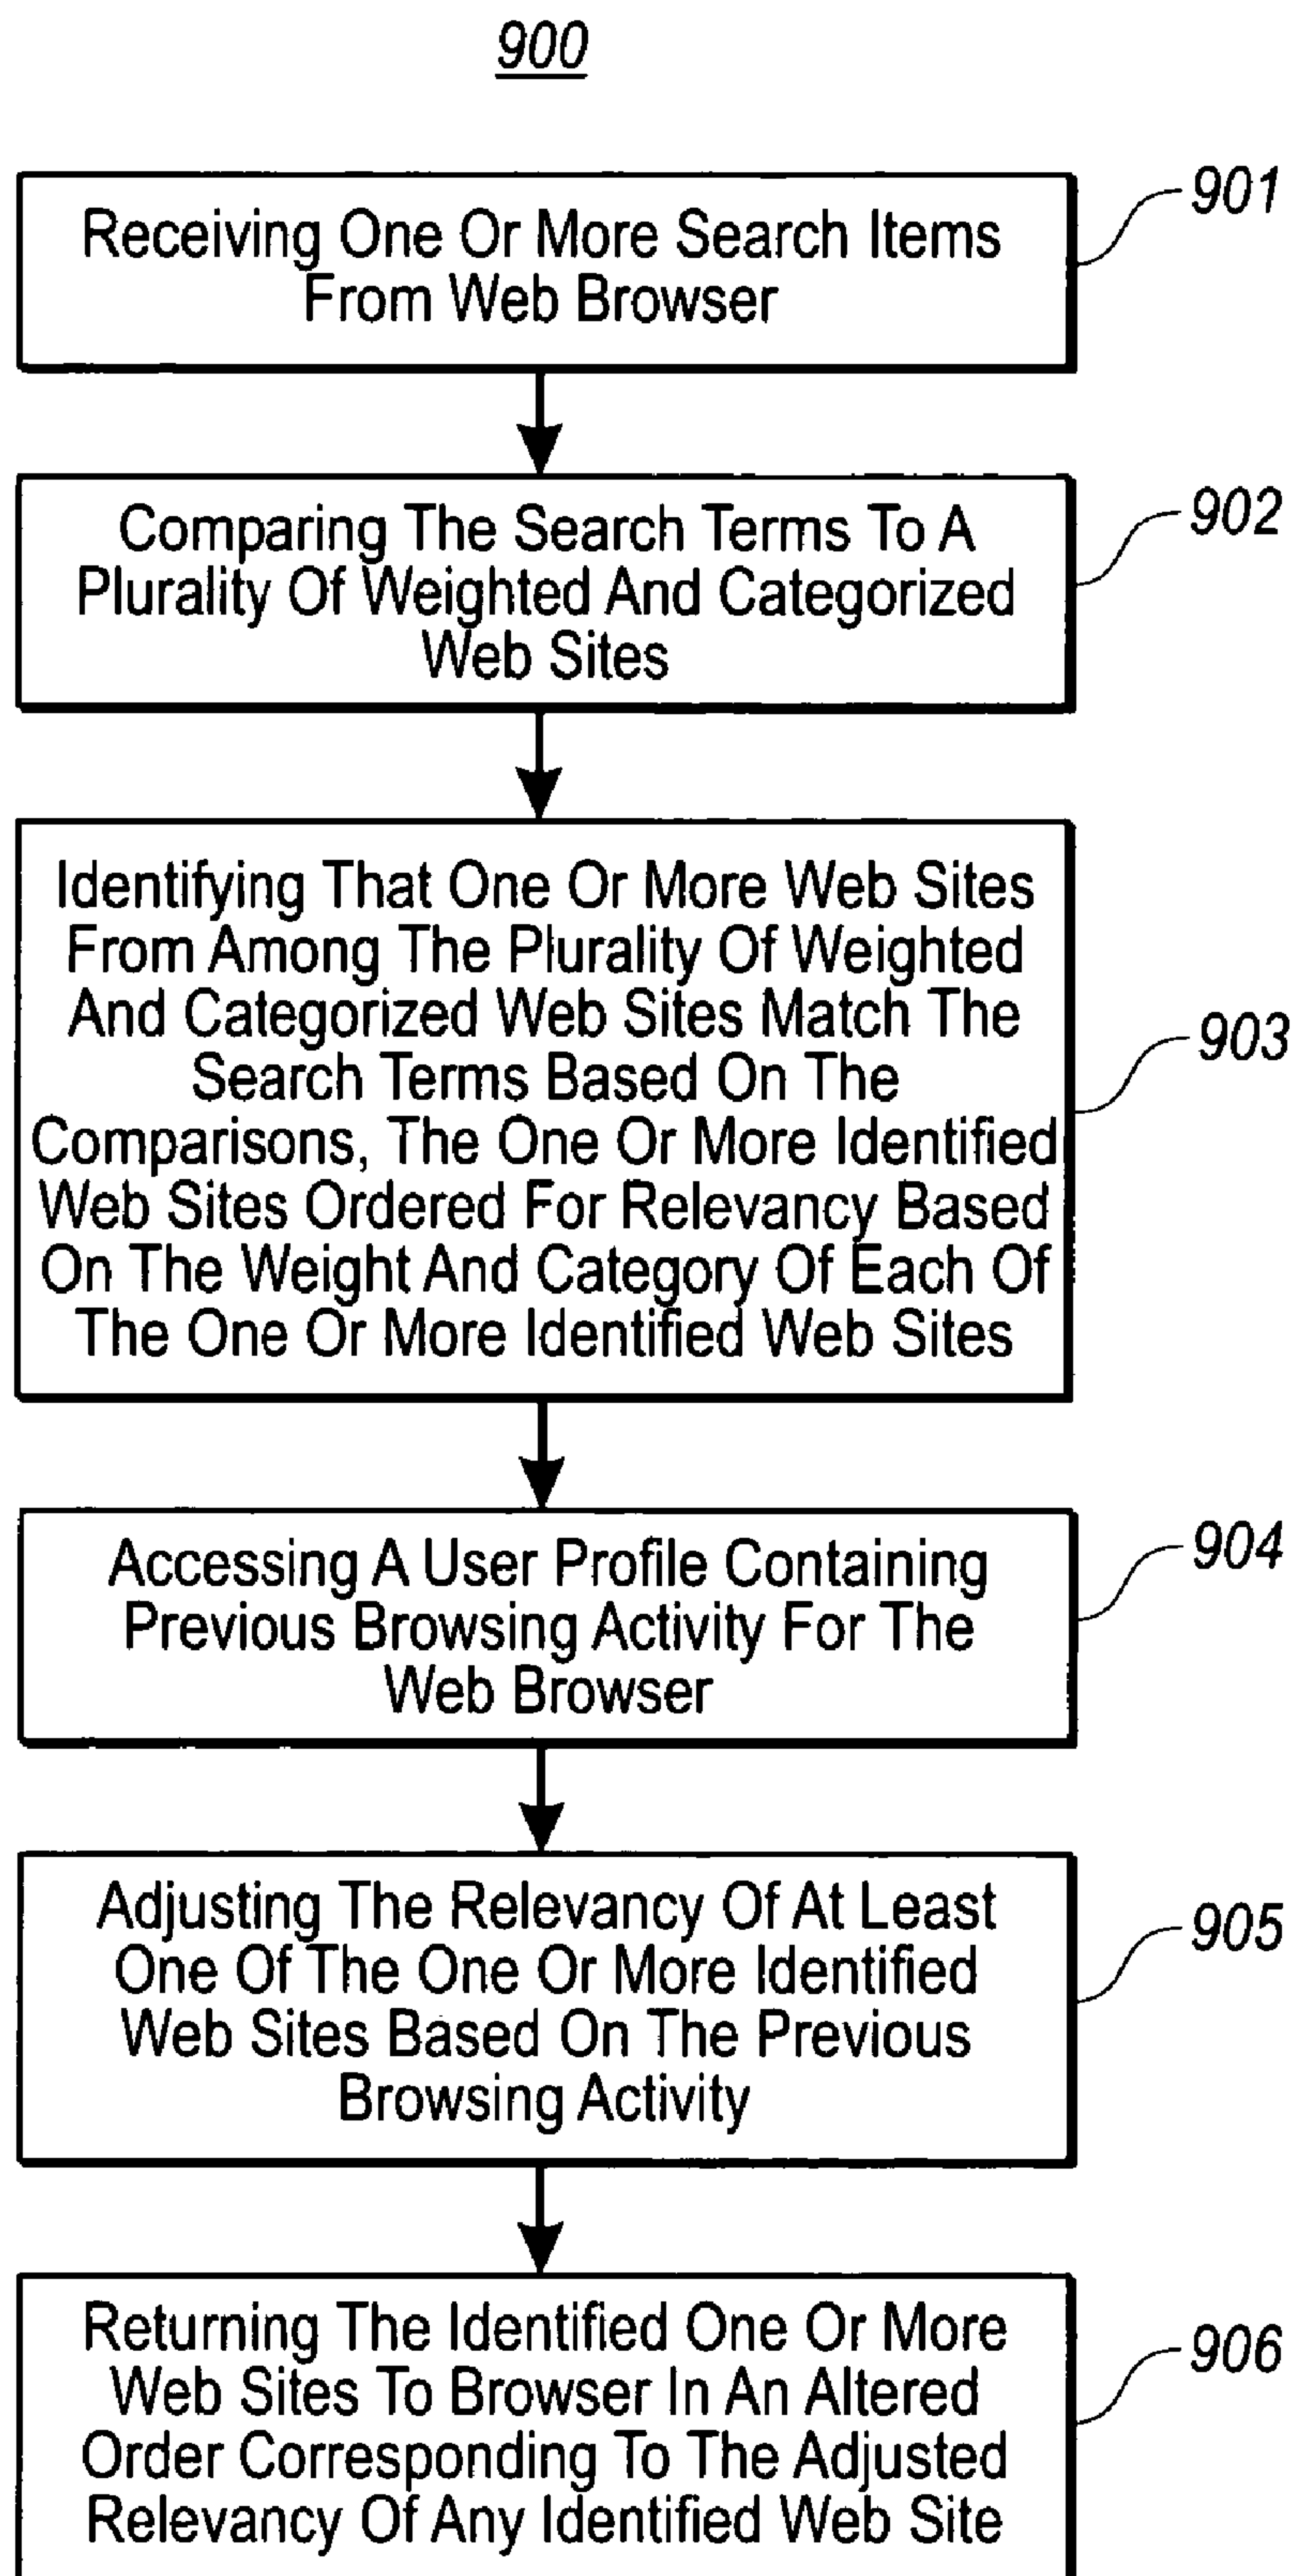 900
901
Receiving One Or More Search Items
From Web Browser
902
Comparing The Search Terms To A
Plurality Of Weighted And Categorized
Web Sites
Identifying That One Or More Web Sites
From Among The Plurality Of Weighted
And Categorized Web Sites Match The
903
Search Terms Based On The
Comparisons, The One Or More Identified
Web Sites Ordered For Relevancy Based
On The Weight And Category Of Each Of
The One Or More Identified Web Sites
904
Accessing A User Profile Containing
Previous Browsing Activity For The
Web Browser
905
Adjusting The Relevancy Of At Least
One Of The One Or More Identified
Web Sites Based On The Previous
Browsing Activity
906
Returning The Identified One Or More
Web Sites To Browser In An Altered
Order Corresponding To The Adjusted
Relevancy Of Any Identified Web Site